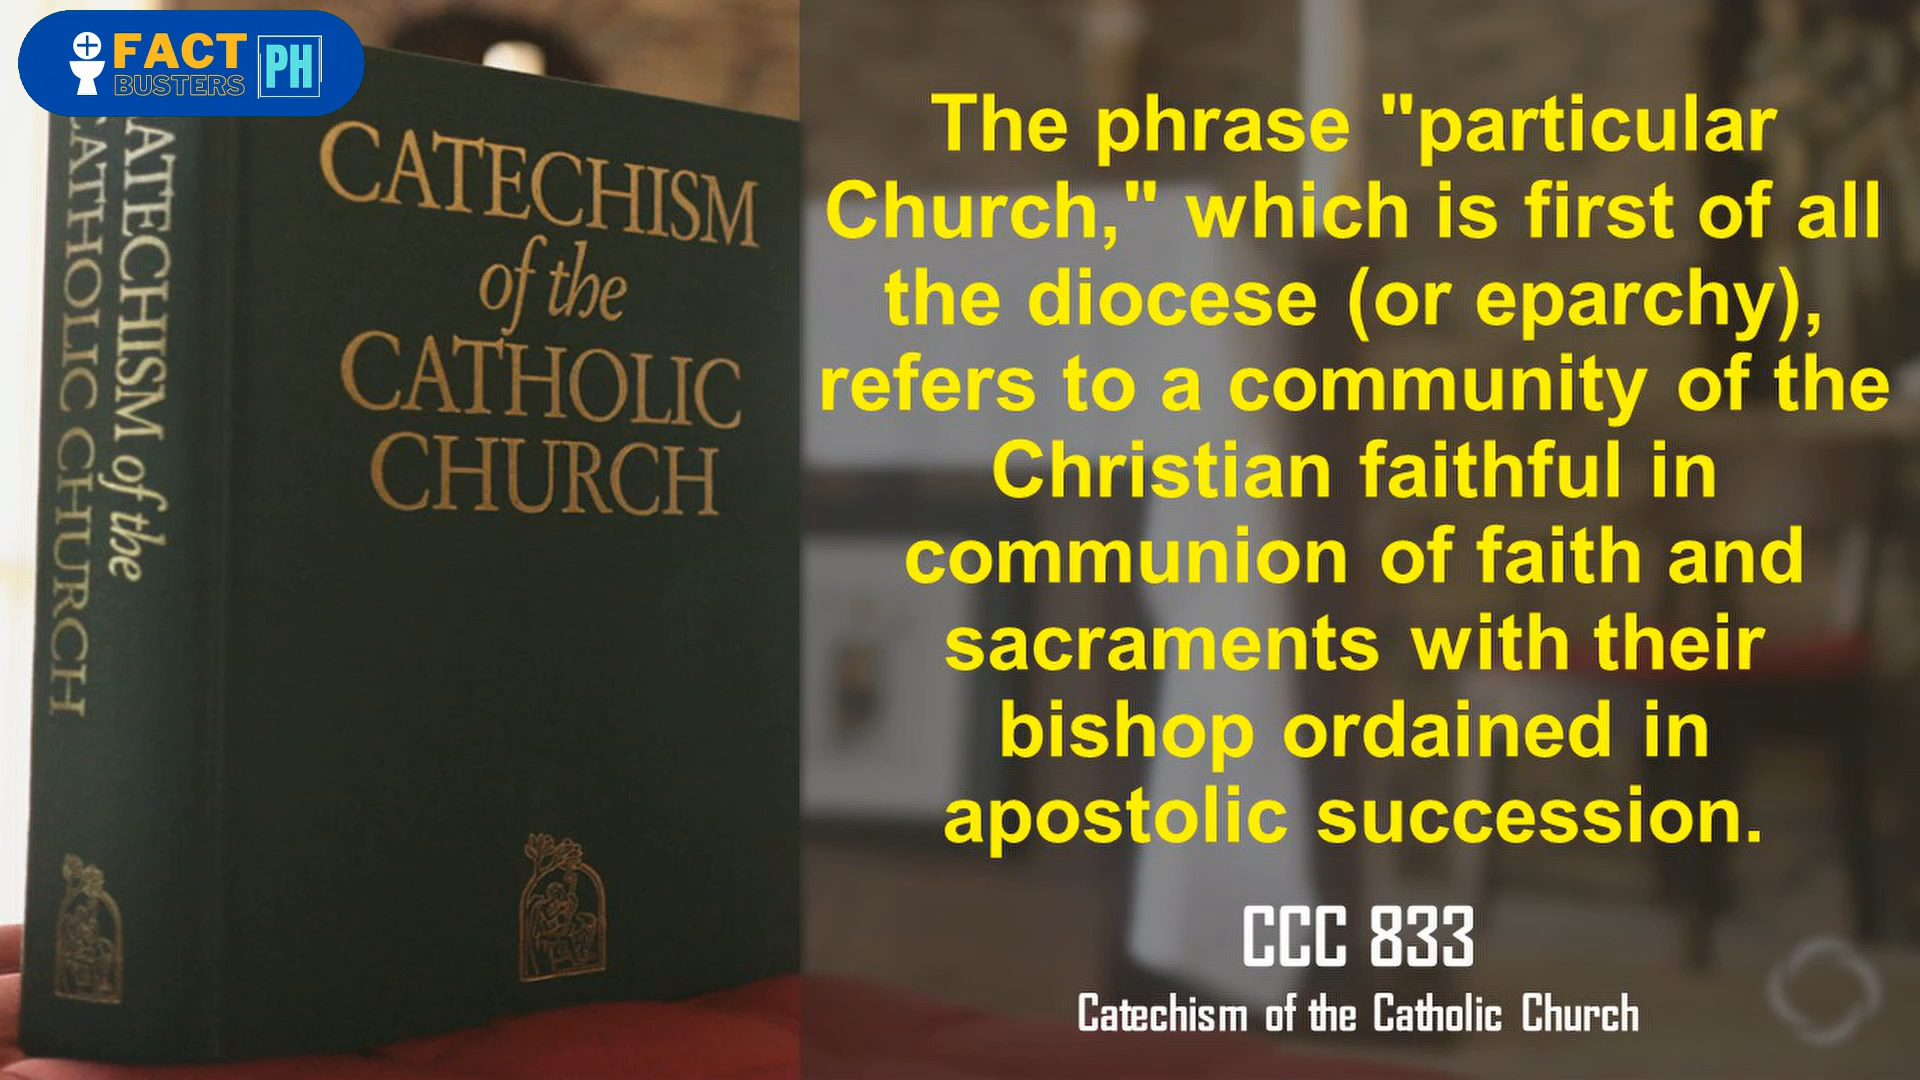 FACT
BUSTERS
PH
CATECHISM of the
CATHOLIC CHURCH
CATECHISM
of the
CATHOLIC
CHURCH
The phrase "particular
Church," which is first of all
the diocese (or eparchy),
refers to a community of the
Christian faithful in
communion of faith and
sacraments with their
bishop ordained in
apostolic succession.
CCC 833
Catechism of the Catholic Church